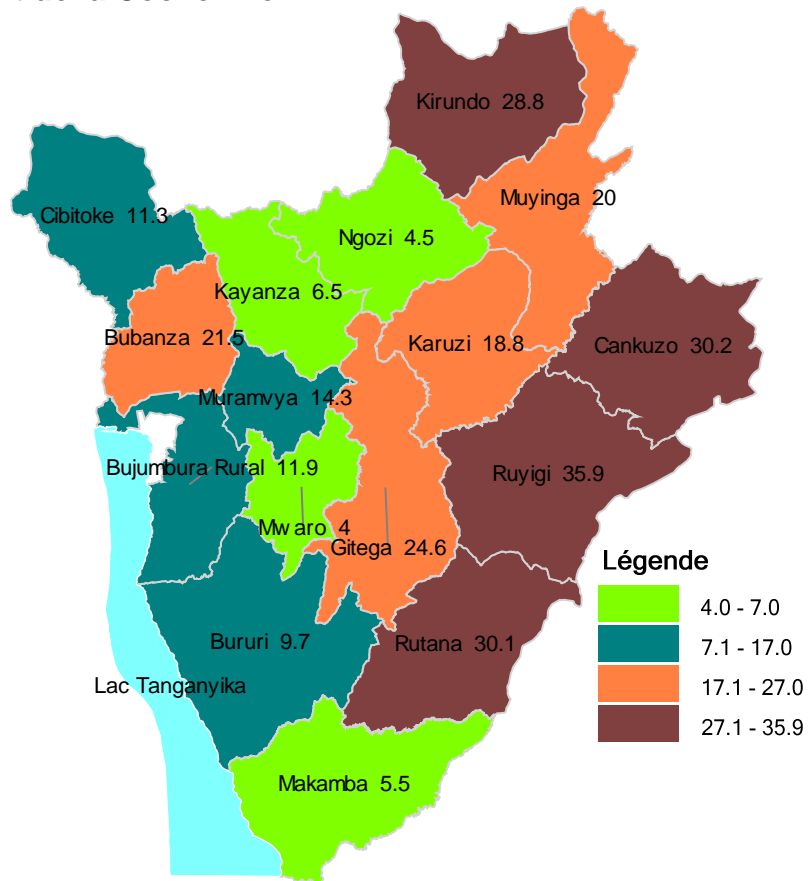 Kirundo 28.8
Muyinga 20
Cibitoke 11.3
Ngozi 4.5
Kayanza 6.5
Bubanza 21.5
Karuzi 18.8
Cankuzo 30.2
Muramvya 14.3
Bujumbura Rural 11.9
Ruyigi 35.9
Mwaro 4
Gitega 24.6
Légende
4.0 - 7.0
7.1 - 17.0
17.1 - 27.0
27.1 - 35.9
Bururi 9.7
Rutana 30.1
Lac Tanganyika
Makamba 5.5